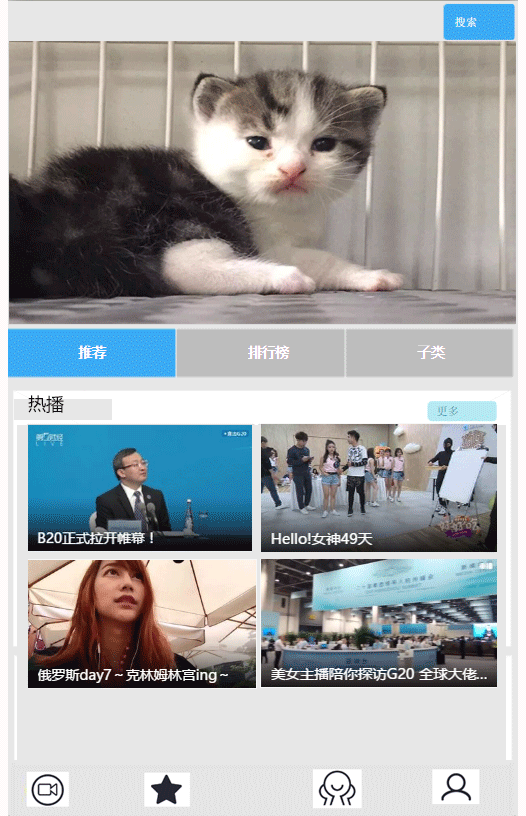 搜索
推荐
排行榜
子类
热播
更多
LIVE
B20正式拉开帷幕！
Hello!女神49天
俄罗斯day7～克林姆林宫ing～
美女主播陪你探访G20 全球大佬...